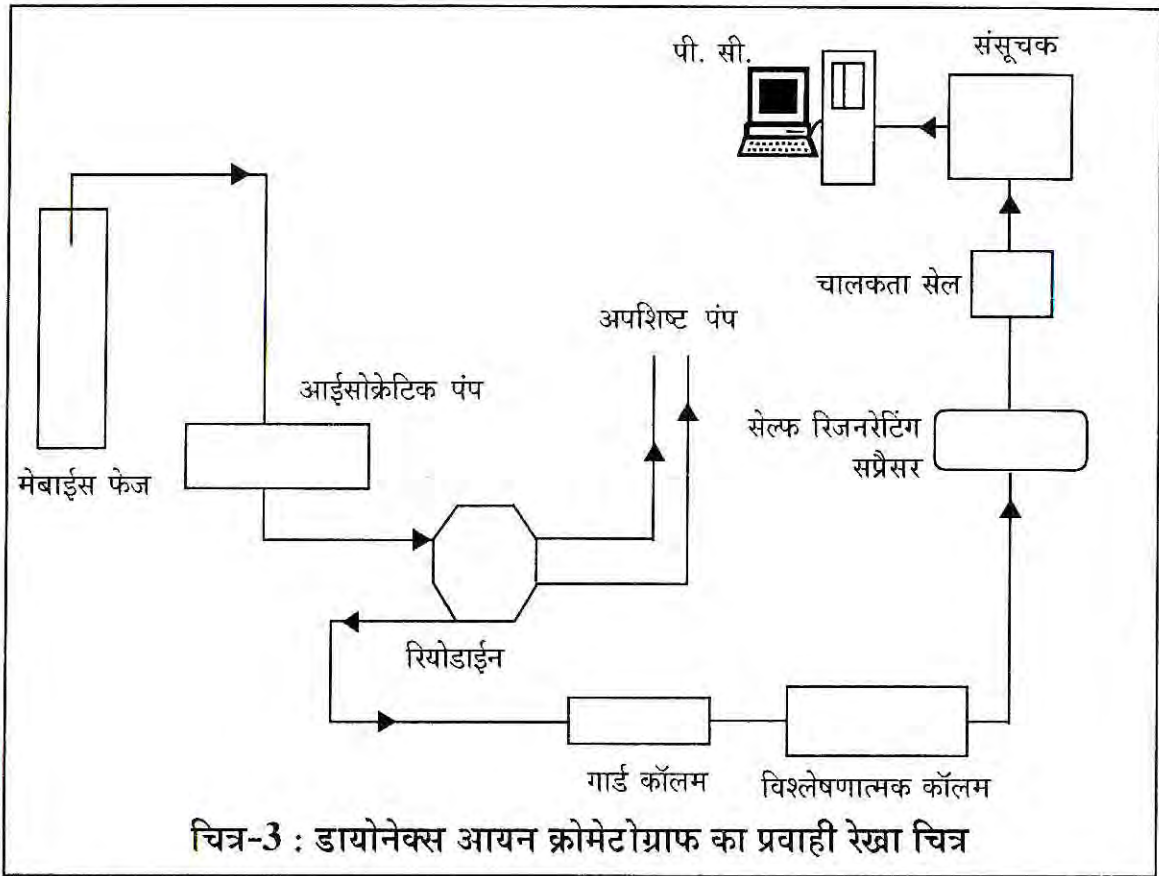 पी. सी.
संसूचक
चालकता सेल
अपशिष्ट पंप
आईसोक्रेटिक पंप
सेल्फ रिजनरेटिंग
सप्रैसर
मेबाईस फेज
रियोडाईन
गार्ड कॉलम
विश्लेषणात्मक कॉलम
चित्र-3 : डायोनेक्स आयन क्रोमेटोग्राफ का प्रवाही रेखा चित्र